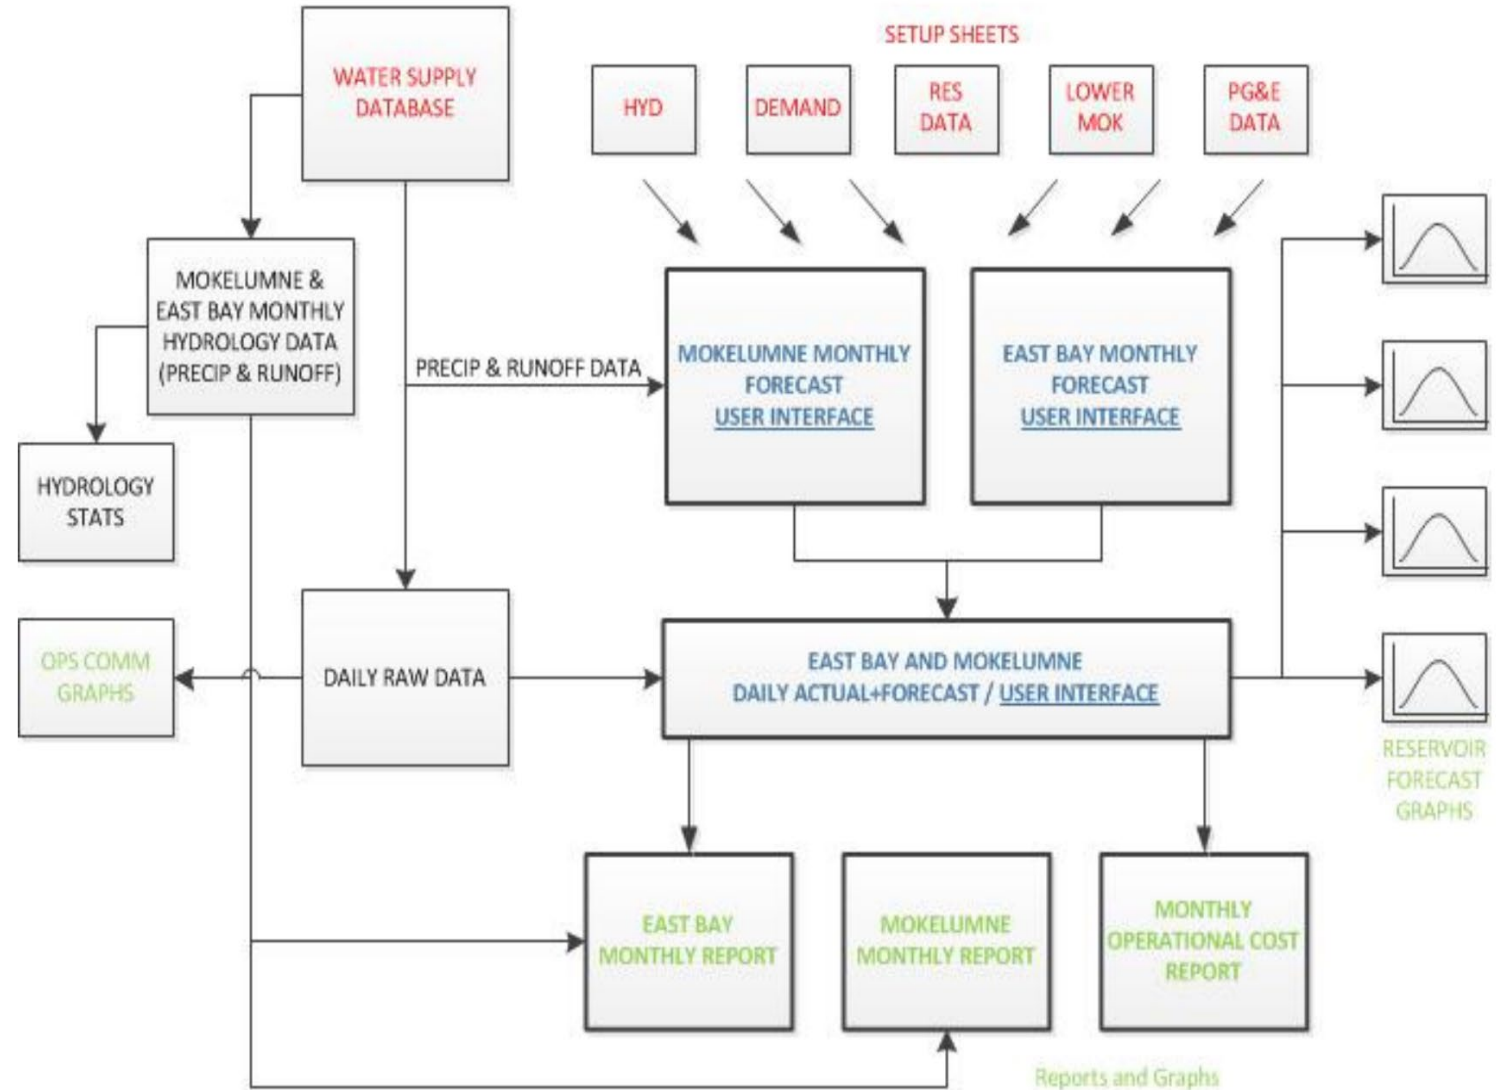 SETUP SHEETS
WATER SUPPLY
DATABASE
HYD
DEMAND
RES
DATA
LOWER
MOK
PG&E
DATA
MOKELUMNE &
EAST BAY MONTHLY
HYDROLOGY DATA
(PRECIP & RUNOFF)
PRECIP & RUNOFF DATA
MOKELUMNE MONTHLY
FORECAST
USER INTERFACE
EAST BAY MONTHLY
FORECAST
USER INTERFACE
HYDROLOGY
STATS
OPS COMM
GRAPHS
DAILY RAW DATA
EAST BAY AND MOKELUMNE
DAILY ACTUAL+FORECAST / USER INTERFACE
RESERVOIR
FORECAST
GRAPHS
EAST BAY
MONTHLY REPORT
MOKELUMNE
MONTHLY REPORT
MONTHLY
OPERATIONAL COST
REPORT
Reports and Graphs